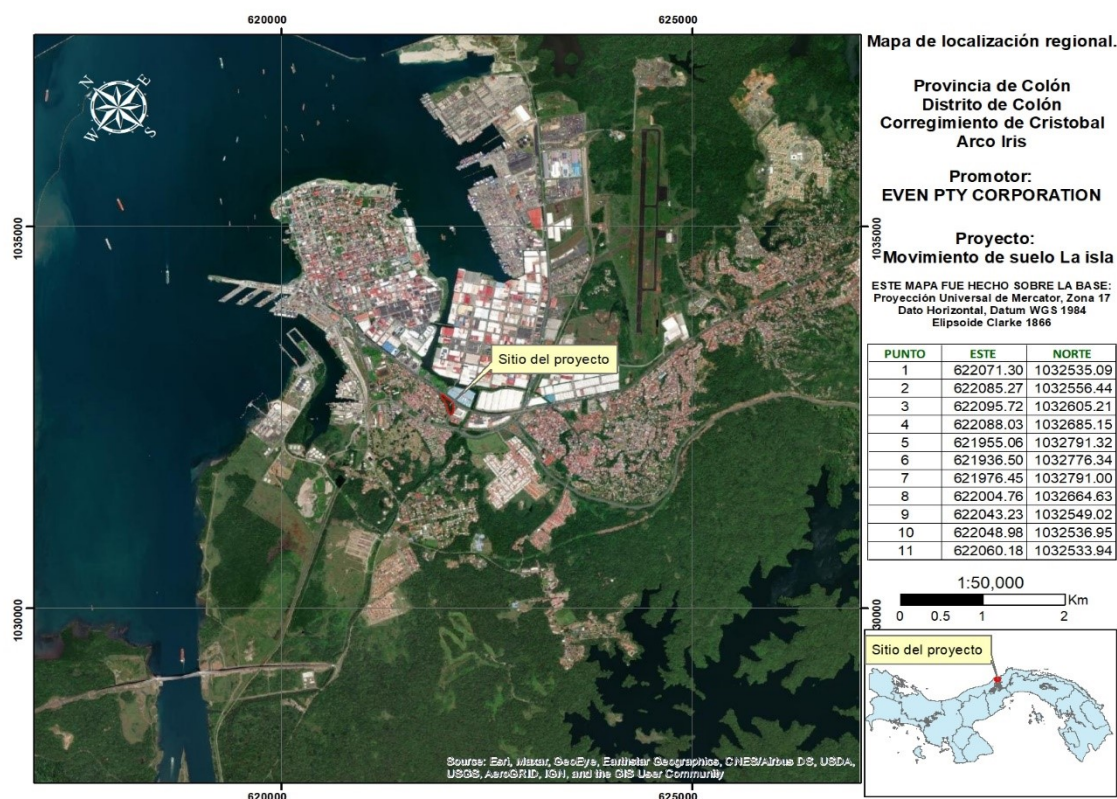 620000
625000
Mapa de localización regional.
Provincia de Colón
Distrito de Colón
Corregimiento de Cristobal
Arco Iris
Promotor:
EVEN PTY CORPORATION
Proyecto:
Movimiento de suelo La isla
ESTE MAPA FUE HECHO SOBRE LA BASE:
Proyección Universal de Mercator, Zona 17
Dato Horizontal, Datum WGS 1984
Elipsoide Clarke 1866
N
E
W
S
1035000
1035000
Sitio del proyecto
PUNTO ESTE NORTE
1 622071.30 1032535.09
2 622085.27 1032556.44
3 622095.72 1032605.21
4 622088.03 1032685.15
5 621955.06 1032791.32
6 621936.50 1032776.34
7 621976.45 1032791.00
8 622004.76 1032664.63
9 622043.23 1032549.02
10 622048.98 1032536.95
11 622060.18 1032533.94
1:50,000
Km
0 0.5 1 2
1030000
30000
Sitio del proyecto
Source: Esri, Maxar, GeoEye, Earthstar Geographics, CNES/Airbus DS, USDA,
USGS, AeroGRID, IGN, and the GIS User Community
620000
625000